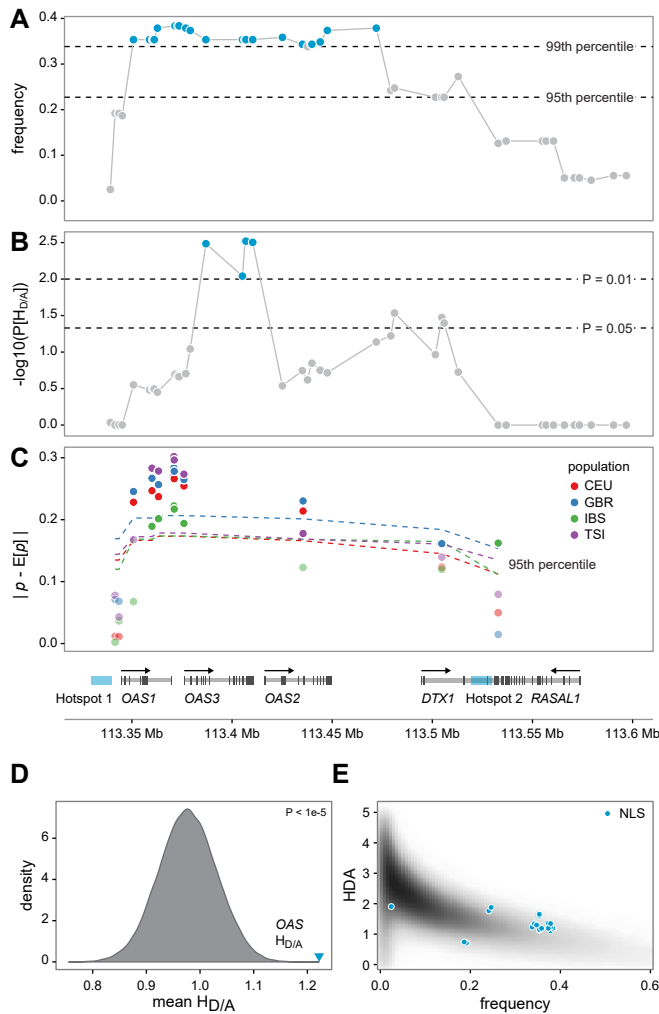 A
0.4
0.3
0.2
0.1
0.0
frequency
99th percentile
95th percentile
B
2.5
2.0
1.5
1.0
0.5
0.0
-log10(P[H_D/A])
P = 0.01
P = 0.05
C
0.3
0.2
0.1
0.0
| p - E[p] |
population
CEU
GBR
IBS
TSI
95th percentile
Hotspot 1 OAS1 OAS3 OAS2 DTX1 Hotspot 2 RASAL1
113.35 Mb 113.4 Mb 113.45 Mb 113.5 Mb 113.55 Mb 113.6 Mb
D
P < 1e-5
6
4
2
0
density
OAS
H_D/A
0.8 0.9 1.0 1.1 1.2
mean H_D/A
E
NLS
5
4
3
2
1
0
HDA
0.0 0.2 0.4 0.6
frequency